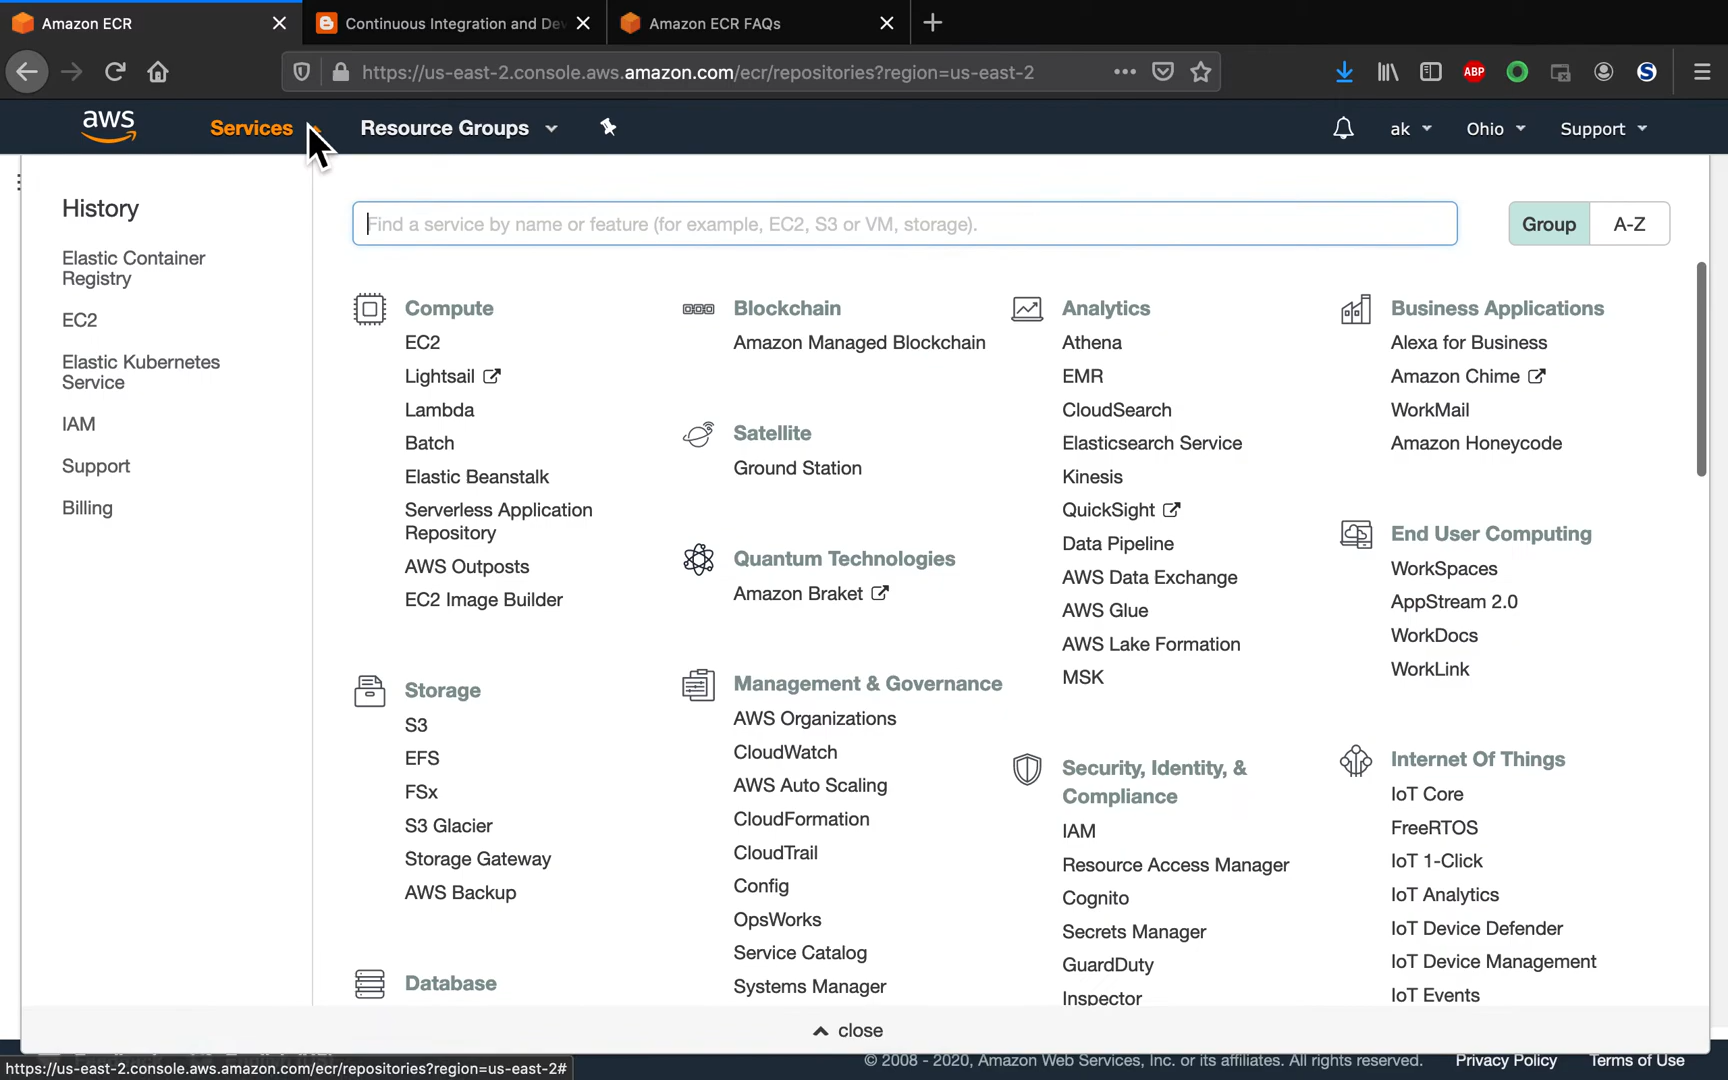 Amazon ECR
Continuous Integration and Dev
Amazon ECR FAQs
https://us-east-2.console.aws.amazon.com/ecr/repositories?region=us-east-2
ABP
S
aws
Services
Resource Groups
ak
Ohio
Support
History
Elastic Container
Registry
EC2
Elastic Kubernetes
Service
IAM
Support
Billing
Find a service by name or feature (for example, EC2, S3 or VM, storage).
Group
A-Z
Compute
EC2
Lightsail
Lambda
Batch
Elastic Beanstalk
Serverless Application
Repository
AWS Outposts
EC2 Image Builder
Storage
S3
EFS
FSx
S3 Glacier
Storage Gateway
AWS Backup
Database
Blockchain
Amazon Managed Blockchain
Satellite
Ground Station
Quantum Technologies
Amazon Braket
Management & Governance
AWS Organizations
CloudWatch
AWS Auto Scaling
CloudFormation
CloudTrail
Config
OpsWorks
Service Catalog
Systems Manager
Analytics
Athena
EMR
CloudSearch
Elasticsearch Service
Kinesis
QuickSight
Data Pipeline
AWS Data Exchange
AWS Glue
AWS Lake Formation
MSK
Security, Identity, &
Compliance
IAM
Resource Access Manager
Cognito
Secrets Manager
GuardDuty
Inspector
Business Applications
Alexa for Business
Amazon Chime
WorkMail
Amazon Honeycode
End User Computing
WorkSpaces
AppStream 2.0
WorkDocs
WorkLink
Internet Of Things
IoT Core
FreeRTOS
IoT 1-Click
IoT Analytics
IoT Device Defender
IoT Device Management
IoT Events
close
© 2008 - 2020, Amazon Web Services, Inc. or its affiliates. All rights reserved.
Privacy Policy
Terms of Use
https://us-east-2.console.aws.amazon.com/ecr/repositories?region=us-east-2#